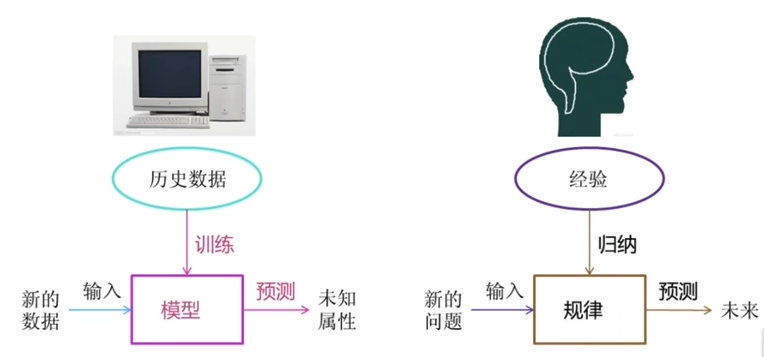 历史数据
训练
新的
数据
输入
模型
预测
未知
属性
经验
归纳
新的
问题
输入
规律
预测
未来